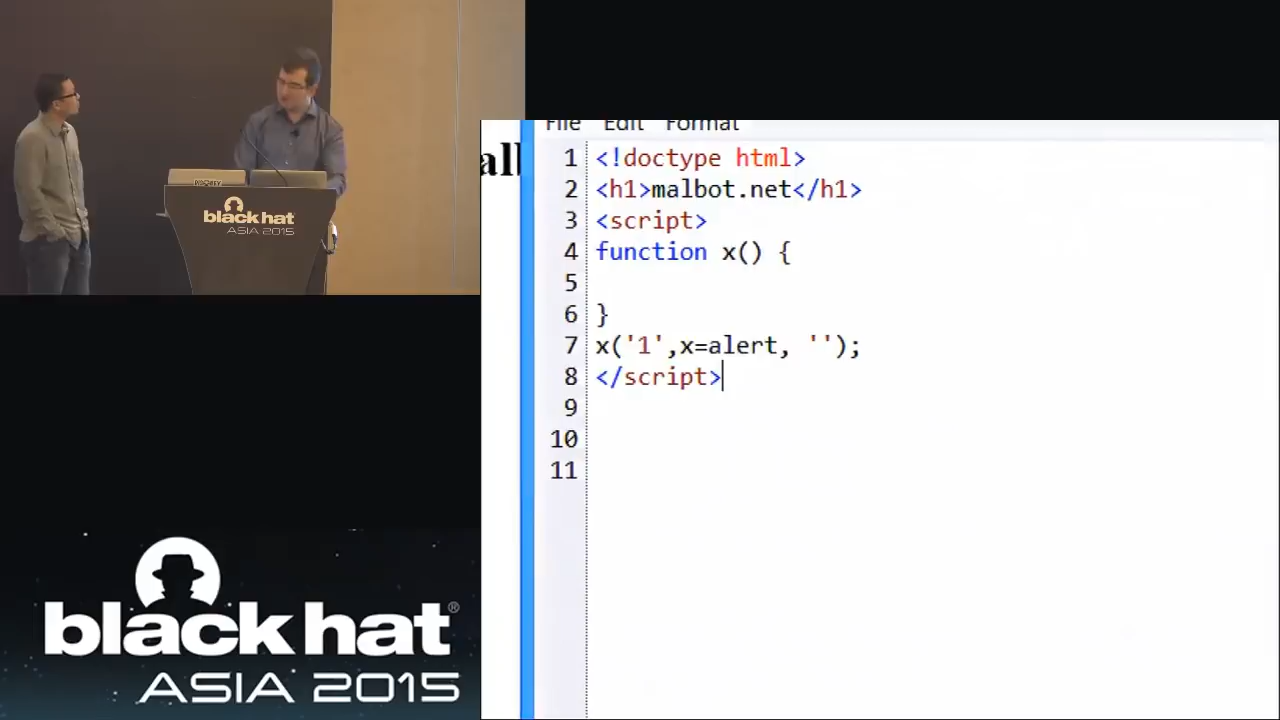 black hat
ASIA 2015
File Edit Format
alb
1 <!doctype html>
2 <h1>malbot.net</h1>
3 <script>
4 function x() {
5
6 }
7 x('1',x=alert, '');
8 </script>
9
10
11
black hat®
ASIA 2015